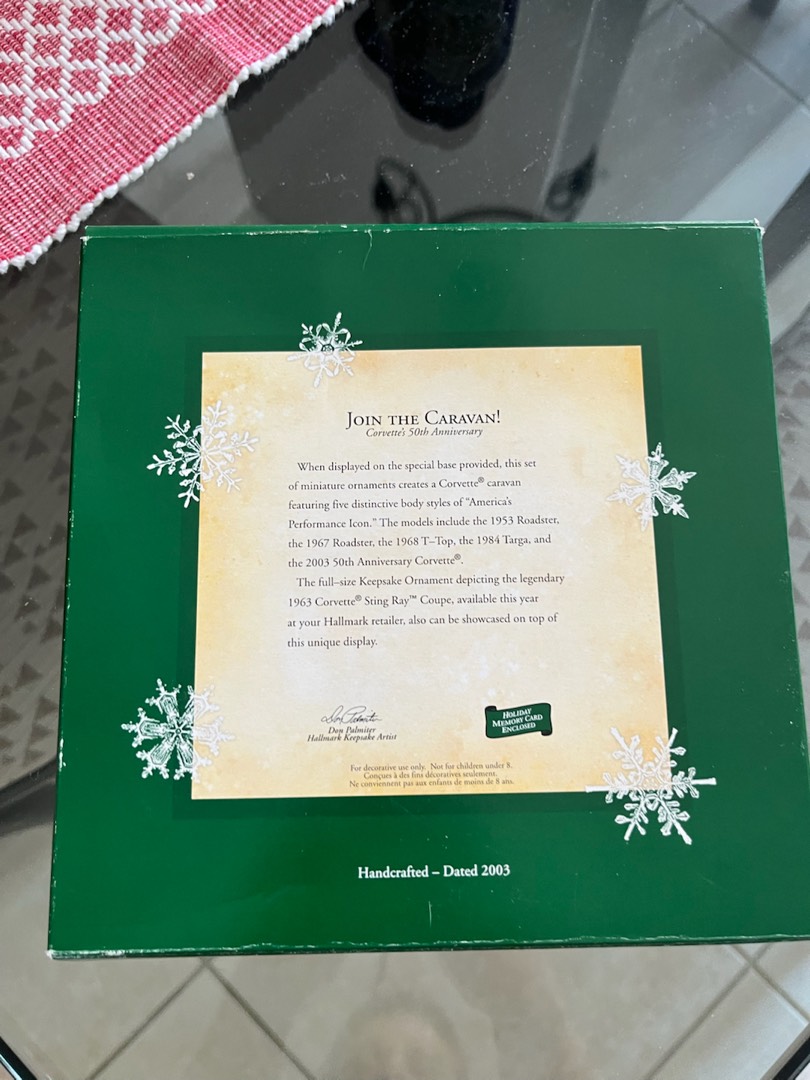 JOIN THE CARAVAN!
Corvette's 50th Anniversary
When displayed on the special base provided, this set
of miniature ornaments creates a Corvette® caravan
featuring five distinctive body styles of "America's
Performance Icon." The models include the 1953 Roadster,
the 1967 Roadster, the 1968 T–Top, the 1984 Targa, and
the 2003 50th Anniversary Corvette®.
The full–size Keepsake Ornament depicting the legendary
1963 Corvette® Sting Ray™ Coupe, available this year
at your Hallmark retailer, also can be showcased on top of
this unique display.
Don Palmiter
Don Palmiter
Hallmark Keepsake Artist
HOLIDAY
MEMORY CARD
ENCLOSED
For decorative use only. Not for children under 8.
Conçues à des fins décoratives seulement.
Ne conviennent pas aux enfants de moins de 8 ans.
Handcrafted – Dated 2003